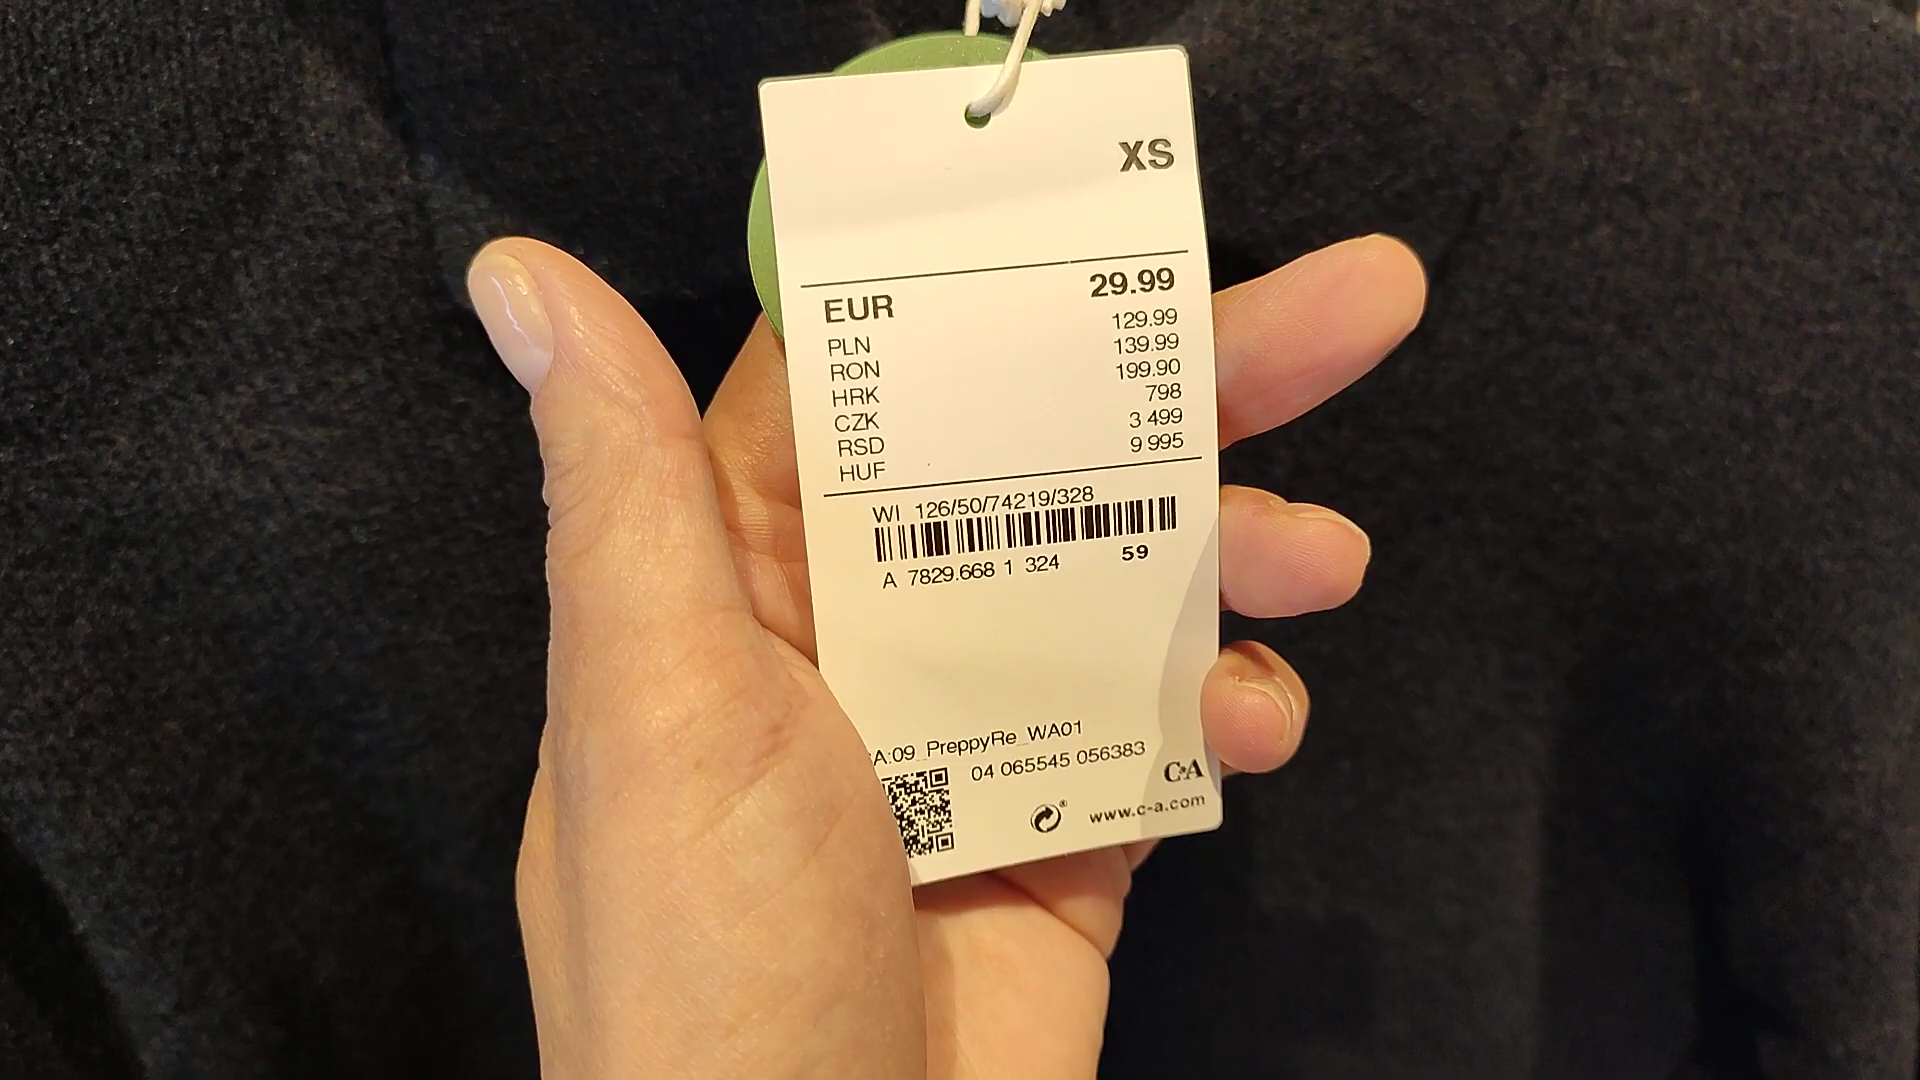 XS
EUR 29.99
PLN 129.99
RON 139.99
HRK 199.90
CZK 798
RSD 3 499
HUF 9 995
WI 126/50/74219/328
A 7829.668 1 324 59
A:09_PreppyRe_WA01
04 065545 056383
C&A
www.c-a.com